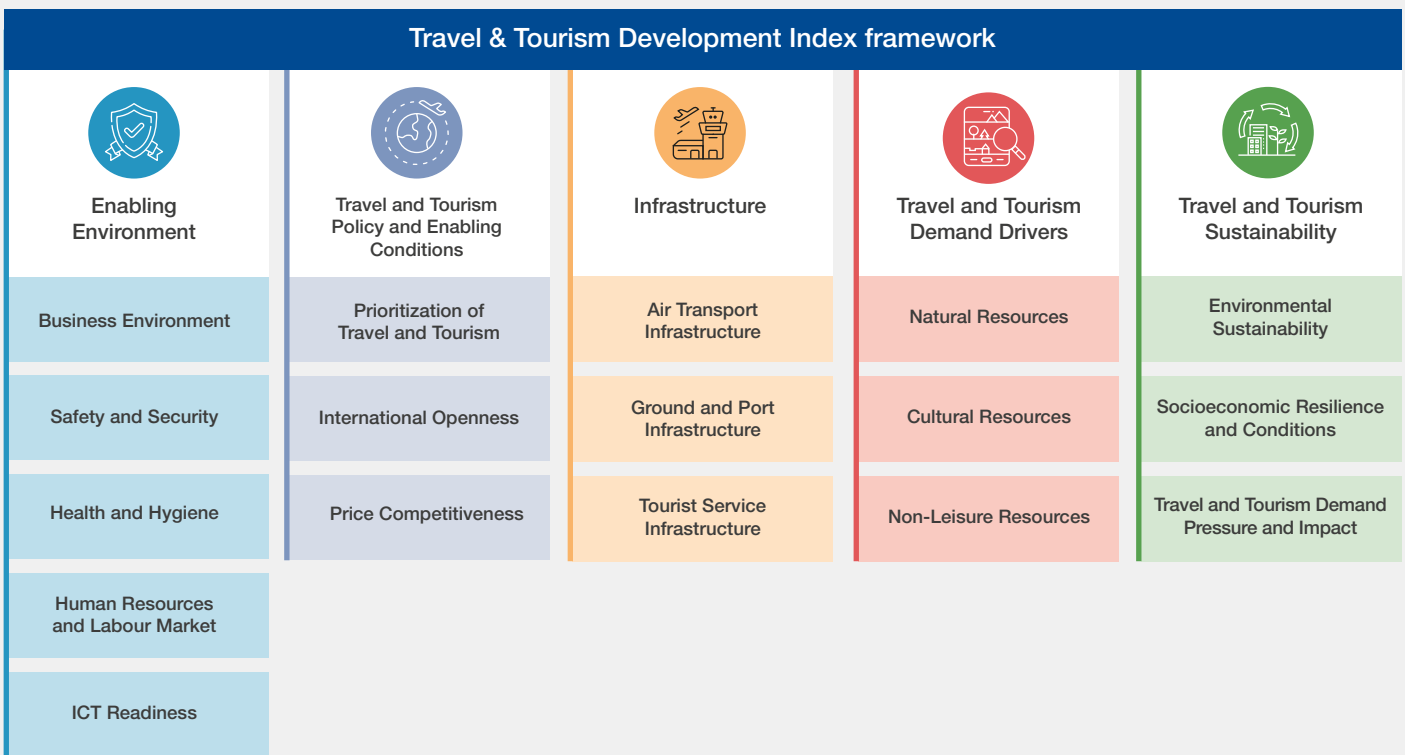 Travel & Tourism Development Index framework
Enabling
Environment
Business Environment
Safety and Security
Health and Hygiene
Human Resources
and Labour Market
ICT Readiness
Travel and Tourism
Policy and Enabling
Conditions
Prioritization of
Travel and Tourism
International Openness
Price Competitiveness
Infrastructure
Air Transport
Infrastructure
Ground and Port
Infrastructure
Tourist Service
Infrastructure
Travel and Tourism
Demand Drivers
Natural Resources
Cultural Resources
Non-Leisure Resources
Travel and Tourism
Sustainability
Environmental
Sustainability
Socioeconomic Resilience
and Conditions
Travel and Tourism Demand
Pressure and Impact